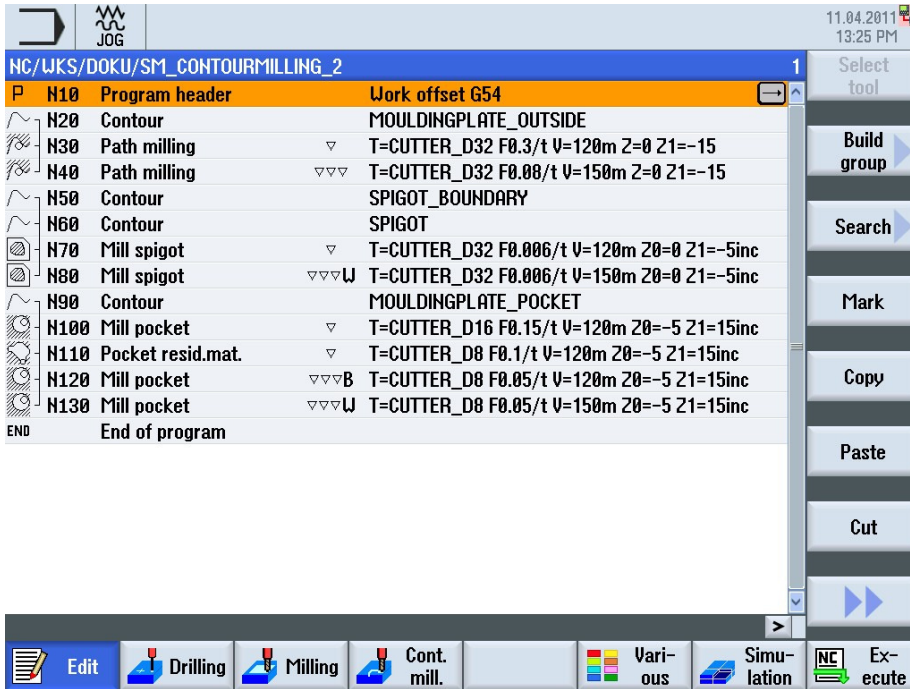 JOG
11.04.2011
13:25 PM
NC/WKS/DOKU/SM_CONTOURMILLING_2 1
P N10 Program header Work offset G54
N20 Contour MOULDINGPLATE_OUTSIDE
N30 Path milling ▽ T=CUTTER_D32 F0.3/t V=120m Z=0 Z1=-15
N40 Path milling ▽▽▽ T=CUTTER_D32 F0.08/t V=150m Z=0 Z1=-15
N50 Contour SPIGOT_BOUNDARY
N60 Contour SPIGOT
N70 Mill spigot ▽ T=CUTTER_D32 F0.006/t V=120m Z0=0 Z1=-5inc
N80 Mill spigot ▽▽▽W T=CUTTER_D32 F0.006/t V=150m Z0=0 Z1=-5inc
N90 Contour MOULDINGPLATE_POCKET
N100 Mill pocket ▽ T=CUTTER_D16 F0.15/t V=120m Z0=-5 Z1=15inc
N110 Pocket resid.mat. ▽ T=CUTTER_D8 F0.1/t V=120m Z0=-5 Z1=15inc
N120 Mill pocket ▽▽▽B T=CUTTER_D8 F0.05/t V=120m Z0=-5 Z1=15inc
N130 Mill pocket ▽▽▽W T=CUTTER_D8 F0.05/t V=150m Z0=-5 Z1=15inc
END End of program
Select
tool
Build
group
Search
Mark
Copy
Paste
Cut
>
Edit
Drilling
Milling
Cont.
mill.
Vari-
ous
Simu-
lation
NC
Ex-
ecute